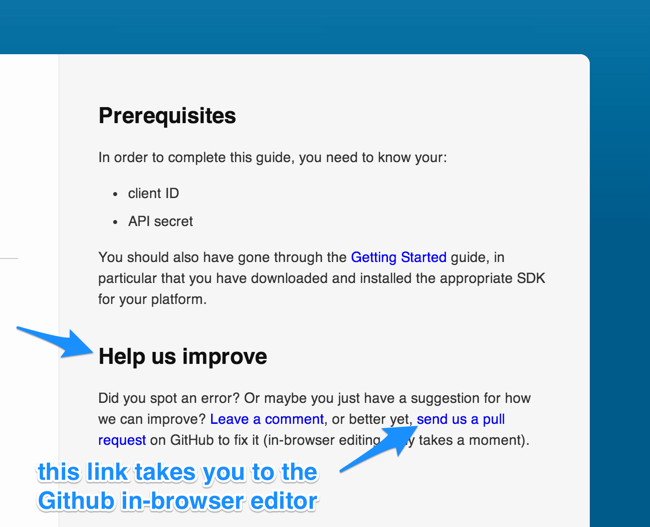 Prerequisites
In order to complete this guide, you need to know your:
• client ID
• API secret
You should also have gone through the Getting Started guide, in
particular that you have downloaded and installed the appropriate SDK
for your platform.
Help us improve
Did you spot an error? Or maybe you just have a suggestion for how
we can improve? Leave a comment, or better yet, send us a pull
request on GitHub to fix it (in-browser editing takes a moment).
this link takes you to the
Github in-browser editor